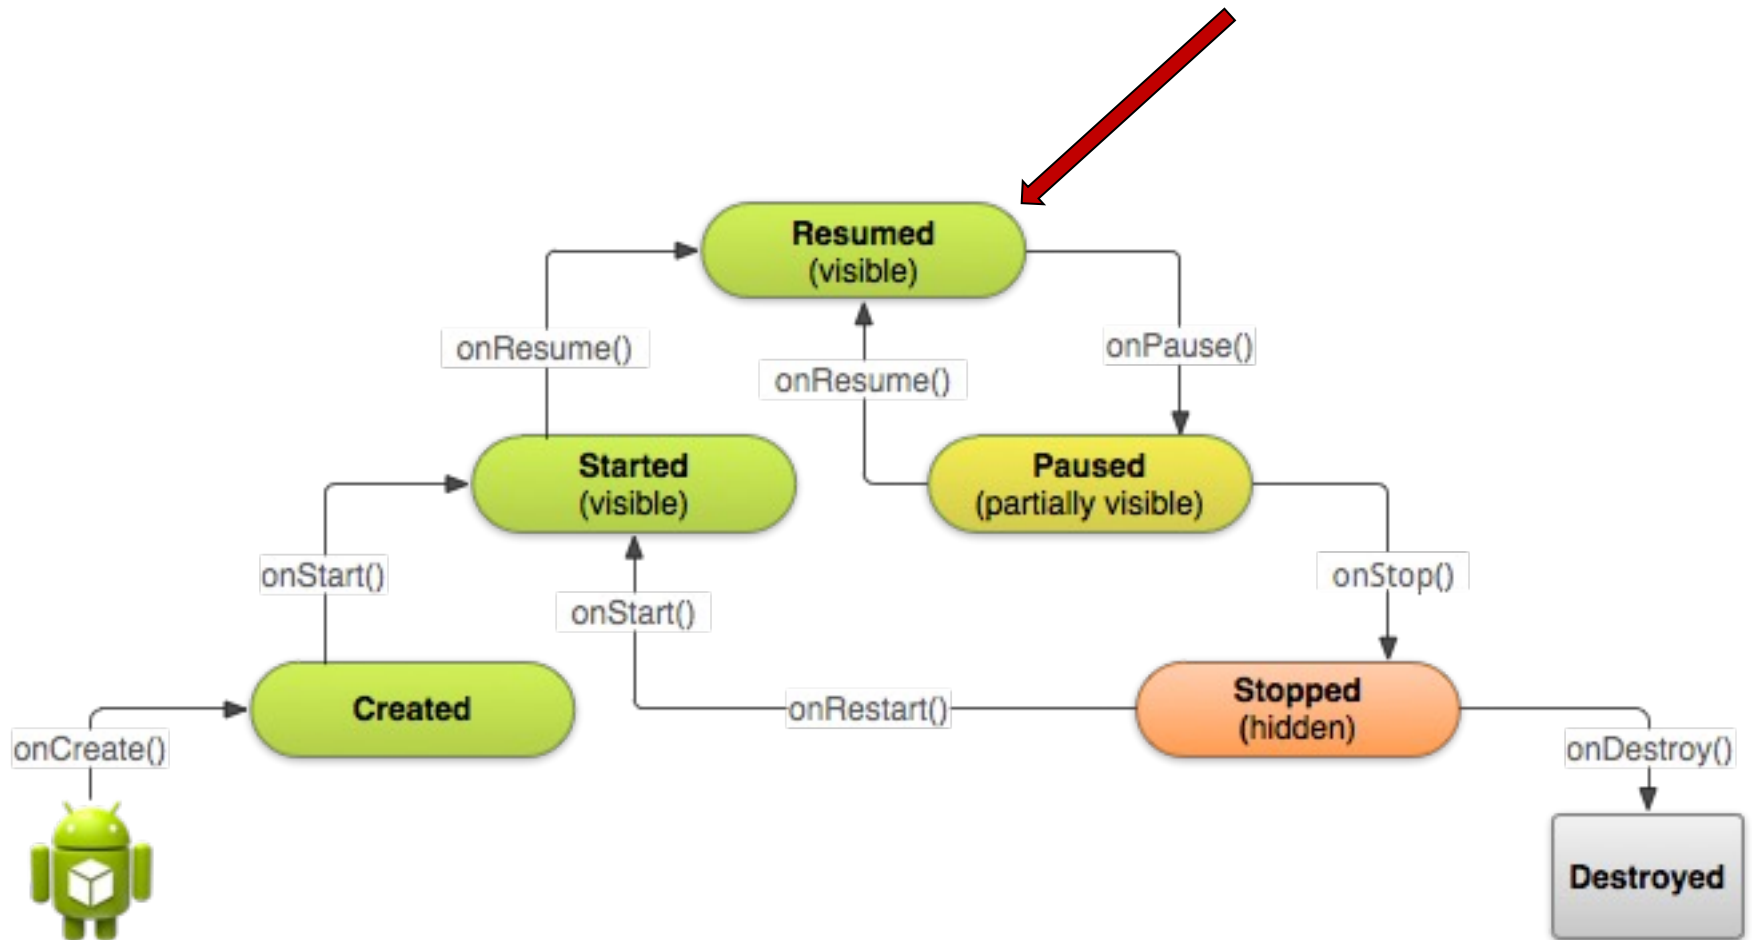 Resumed
(visible)
onResume()
onPause()
onResume()
Started
(visible)
Paused
(partially visible)
onStart()
onStart()
onStop()
Created
onRestart()
Stopped
(hidden)
onCreate()
onDestroy()
Destroyed